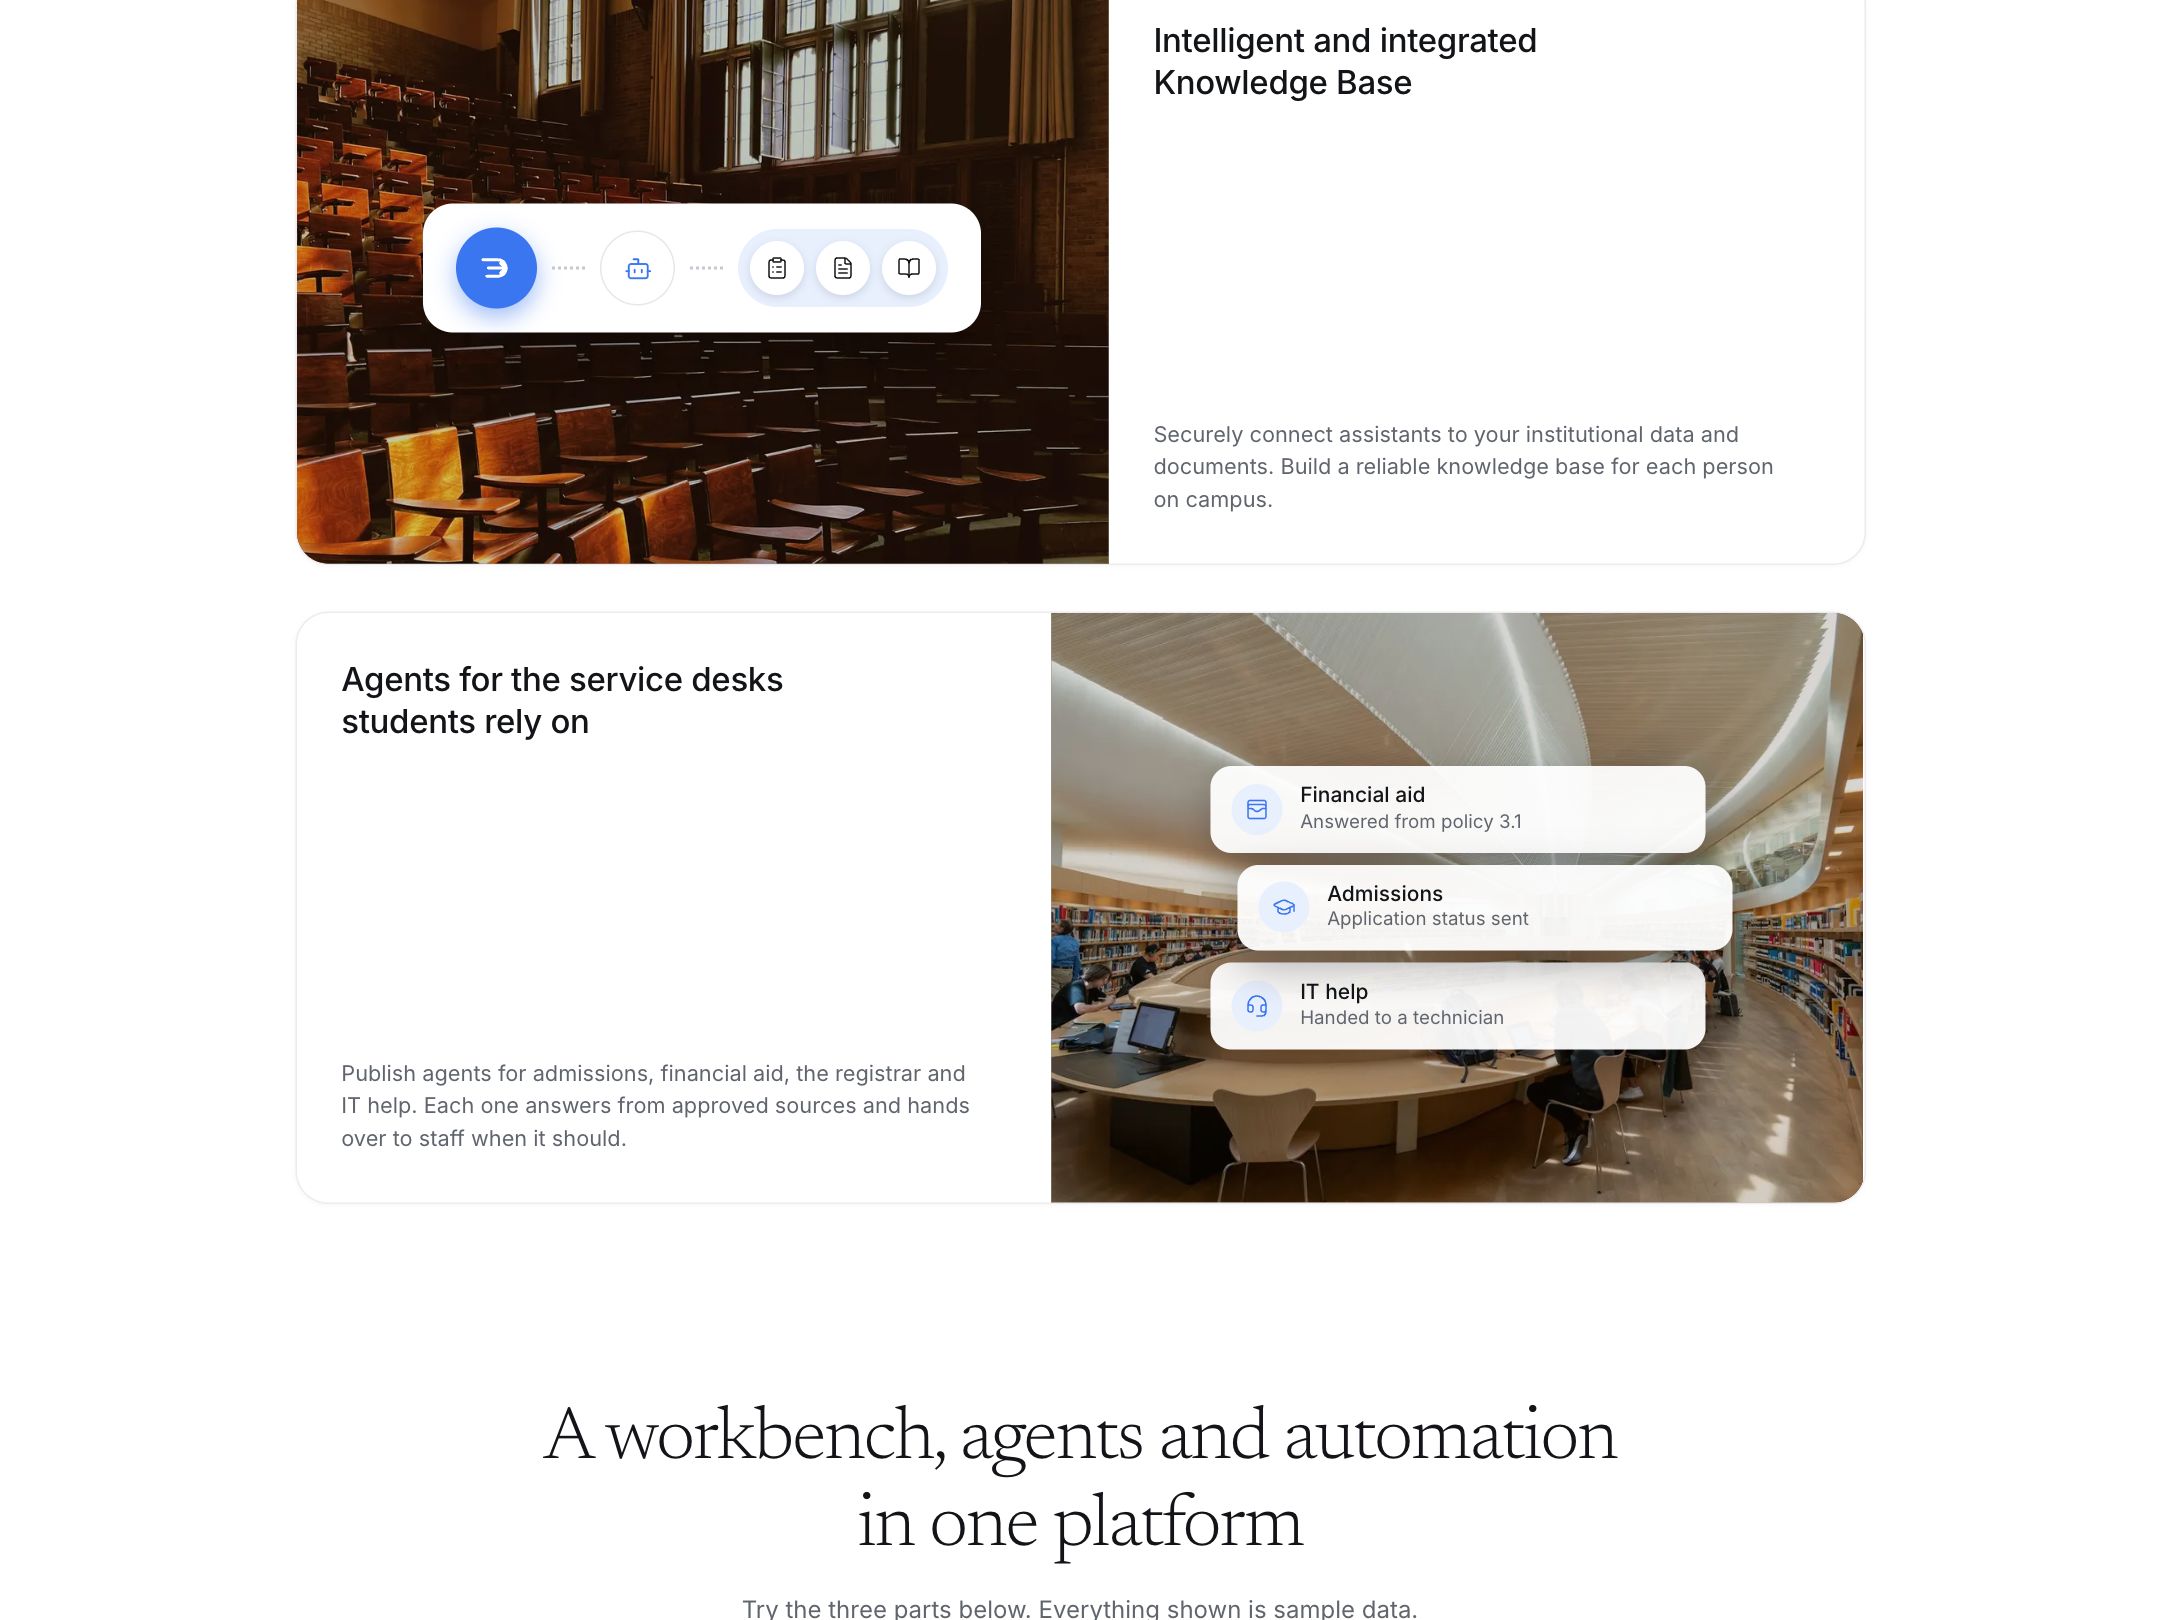 Intelligent and integrated
Knowledge Base
Securely connect assistants to your institutional data and
documents. Build a reliable knowledge base for each person
on campus.
Agents for the service desks
students rely on
Publish agents for admissions, financial aid, the registrar and
IT help. Each one answers from approved sources and hands
over to staff when it should.
Financial aid
Answered from policy 3.1
Admissions
Application status sent
IT help
Handed to a technician
A workbench, agents and automation
in one platform
Try the three parts below. Everything shown is sample data.